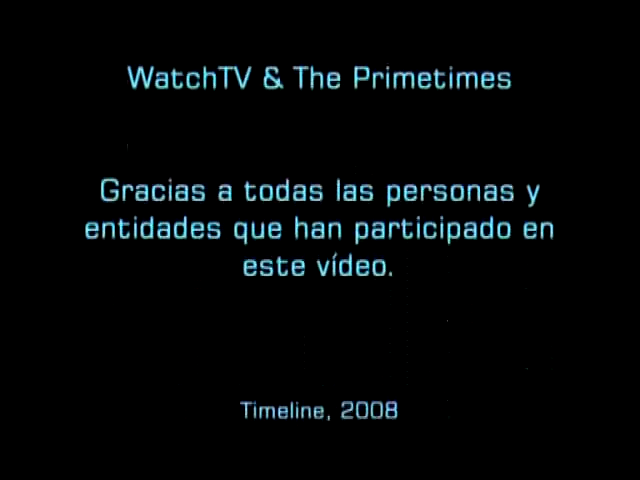 WatchTV & The Primetimes
Gracias a todas las personas y
entidades que han participado en
este vídeo.
Timeline, 2008